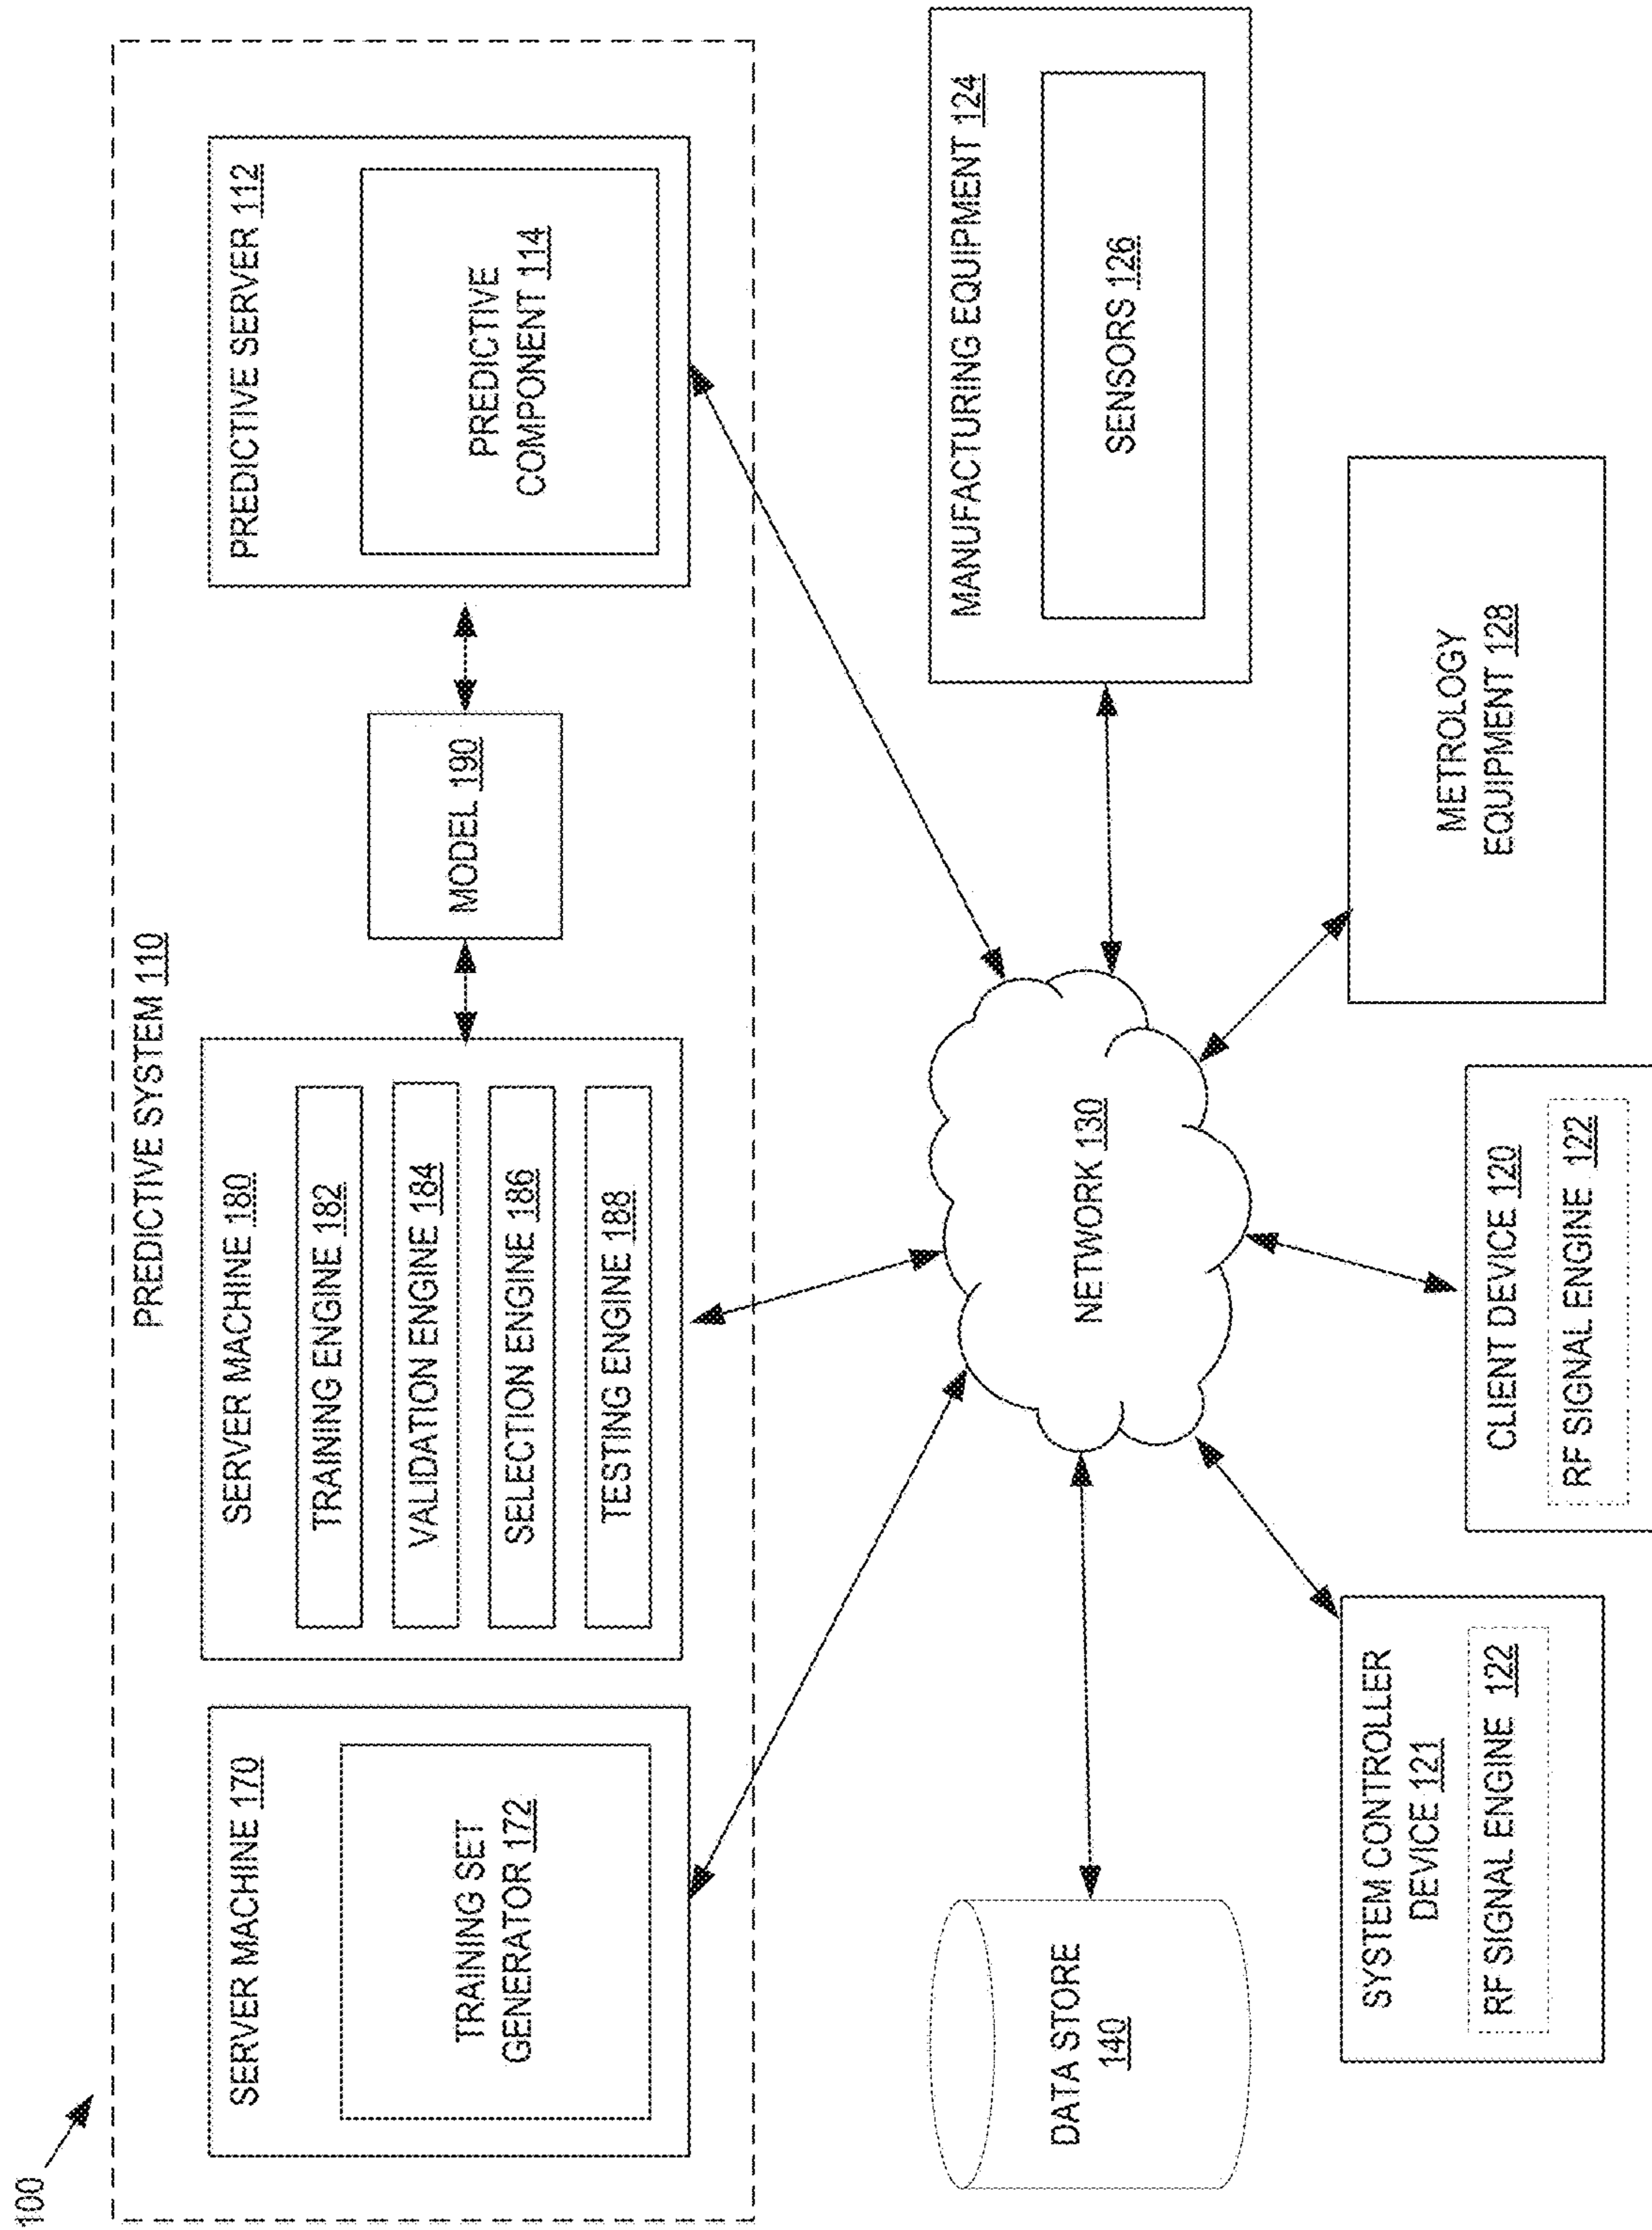 100
PREDICTIVE SYSTEM 110
SERVER MACHINE 170
TRAINING SET
GENERATOR 172
SERVER MACHINE 180
TRAINING ENGINE 182
VALIDATION ENGINE 184
SELECTION ENGINE 186
TESTING ENGINE 188
MODEL 190
PREDICTIVE SERVER 112
PREDICTIVE
COMPONENT 114
DATA STORE
140
NETWORK 130
MANUFACTURING EQUIPMENT 124
SENSORS 126
SYSTEM CONTROLLER
DEVICE 121
RF SIGNAL ENGINE 122
CLIENT DEVICE 120
RF SIGNAL ENGINE 122
METROLOGY
EQUIPMENT 128